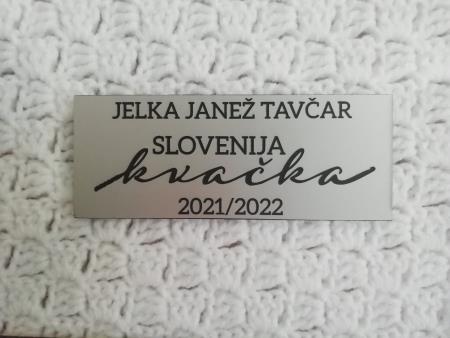 JELKA JANEŽ TAVČAR
SLOVENIJA
kvačka
2021/2022